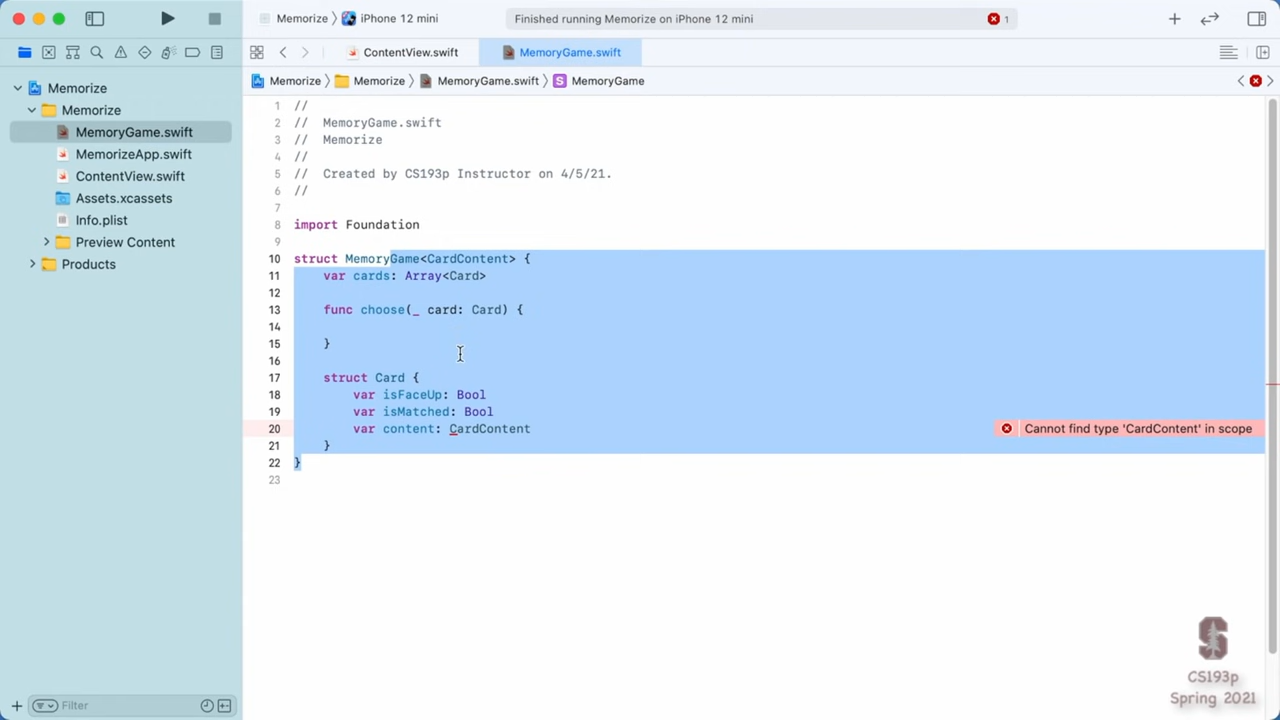 Memorize 〉 iPhone 12 mini
Finished running Memorize on iPhone 12 mini
1
ContentView.swift
MemoryGame.swift
Memorize 〉 Memorize 〉 MemoryGame.swift 〉 S MemoryGame
Memorize
Memorize
MemoryGame.swift
MemorizeApp.swift
ContentView.swift
Assets.xcassets
Info.plist
Preview Content
Products
1 //
2 //  MemoryGame.swift
3 //  Memorize
4 //
5 //  Created by CS193p Instructor on 4/5/21.
6 //
7
8 import Foundation
9
10 struct MemoryGame<CardContent> {
11     var cards: Array<Card>
12
13     func choose(_ card: Card) {
14
15     }
16
17     struct Card {
18         var isFaceUp: Bool
19         var isMatched: Bool
20         var content: CardContent
Cannot find type 'CardContent' in scope
21     }
22 }
23
Filter
S
CS193p
Spring 2021